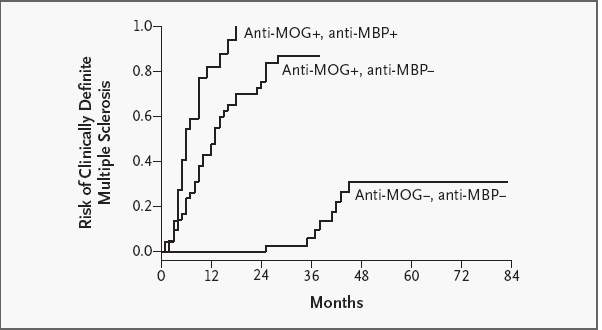 1.0
Anti-MOG+, anti-MBP+
0.8
Anti-MOG+, anti-MBP–
0.6
0.4
0.2
Anti-MOG–, anti-MBP–
0.0
Risk of Clinically Definite
Multiple Sclerosis
0 12 24 36 48 60 72 84
Months